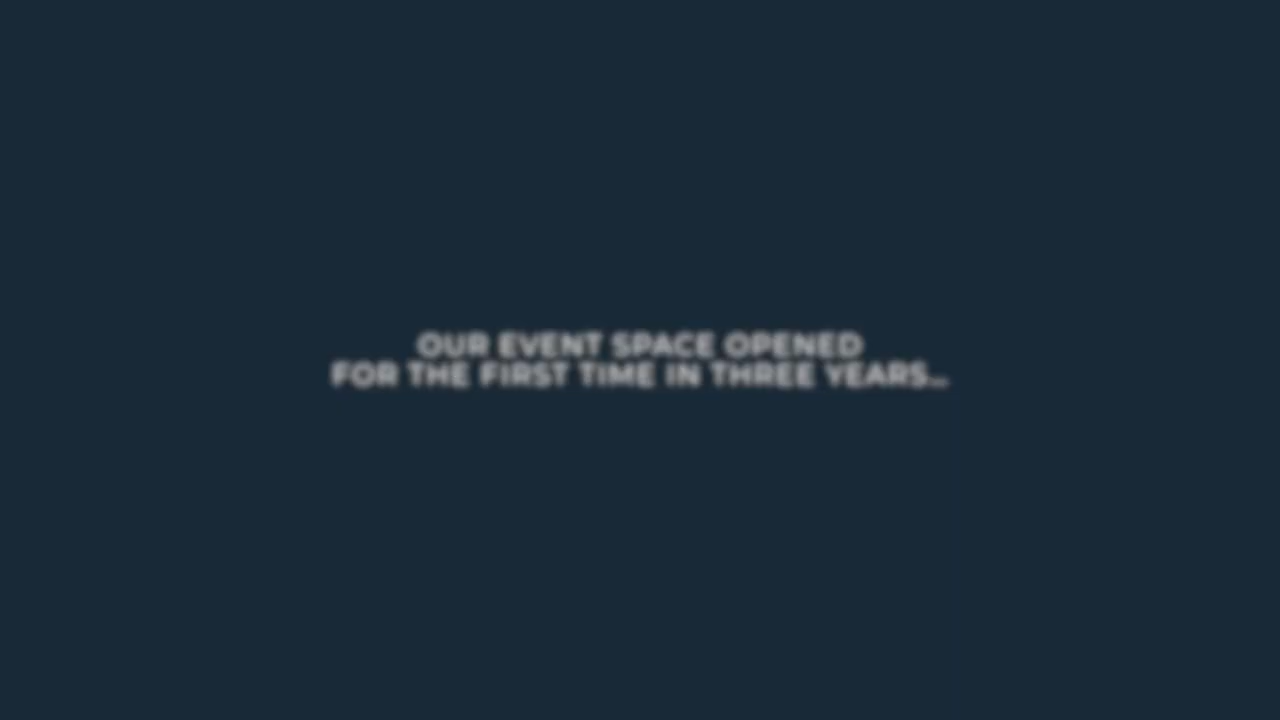 OUR EVENT SPACE OPENED
FOR THE FIRST TIME IN THREE YEARS...